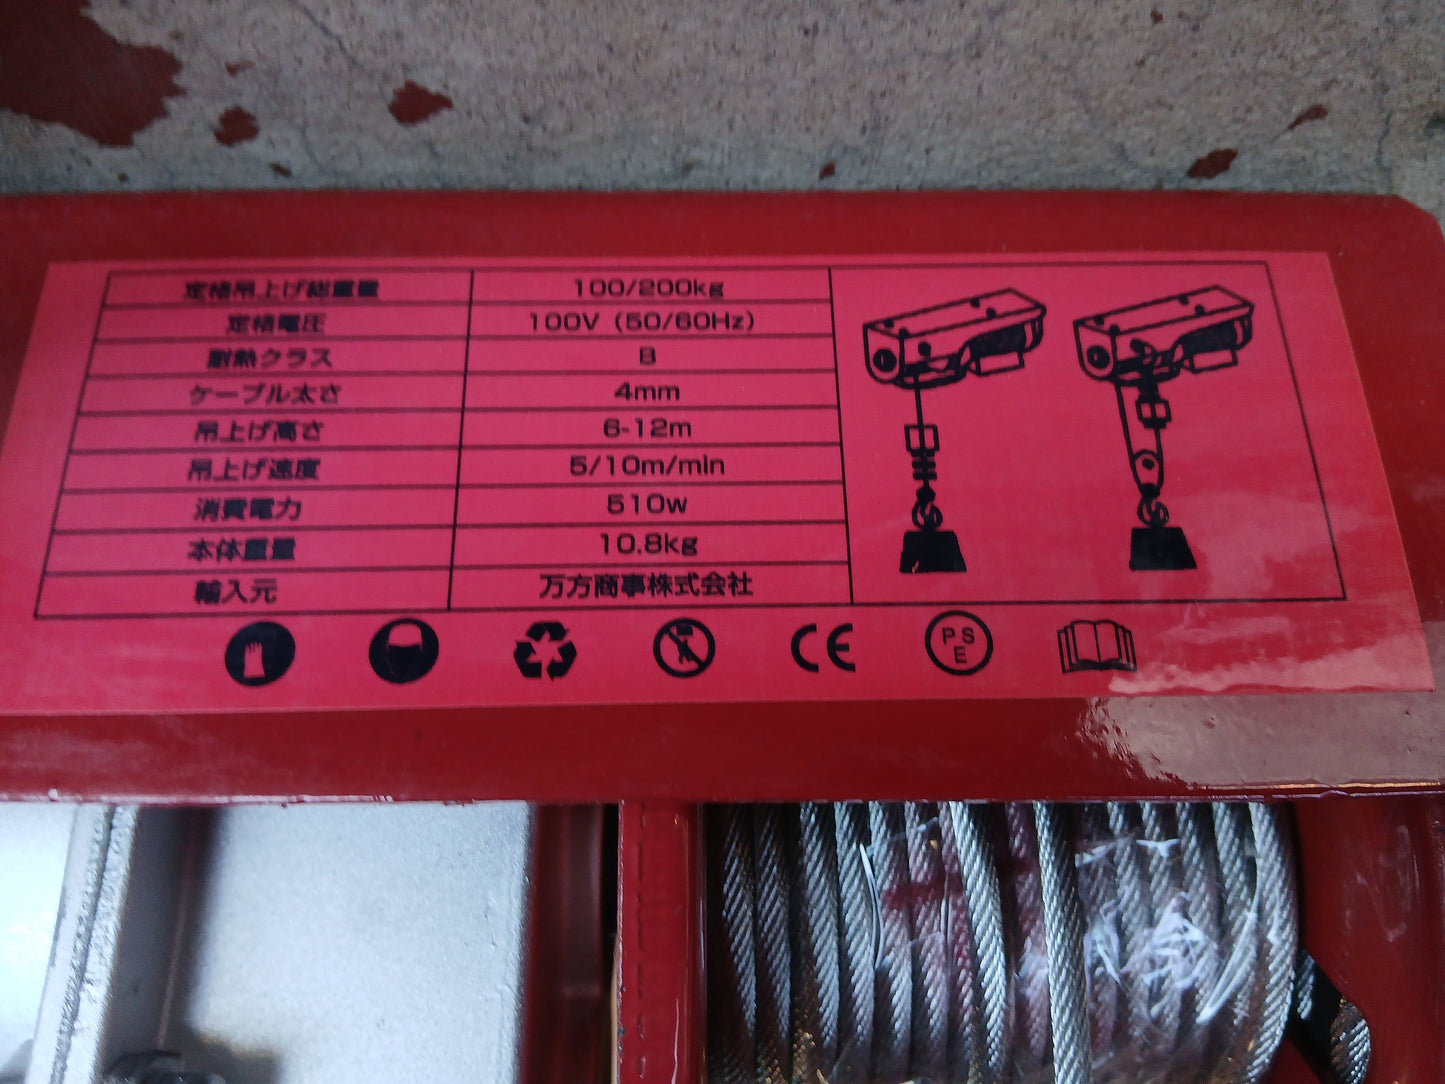 定格吊上げ総重量 100/200kg
定格電圧 100V (50/60Hz)
耐熱クラス B
ケーブル太さ 4mm
吊上げ高さ 6-12m
吊上げ速度 5/10m/min
消費電力 510w
本体重量 10.8kg
輸入元 万方商事株式会社
CE PSE